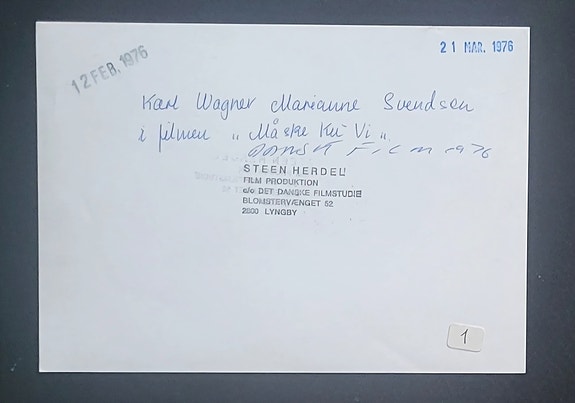 12 FEB. 1976
21 MAR. 1976
Karl Wagner Marianne Svendsen
i filmen "Måske Ku Vi"
DANSK FILM 1976
STEEN HERDEL
FILM PRODUKTION
c/o DET DANSKE FILMSTUDIE
BLOMSTERVÆNGET 52
2800 LYNGBY
1